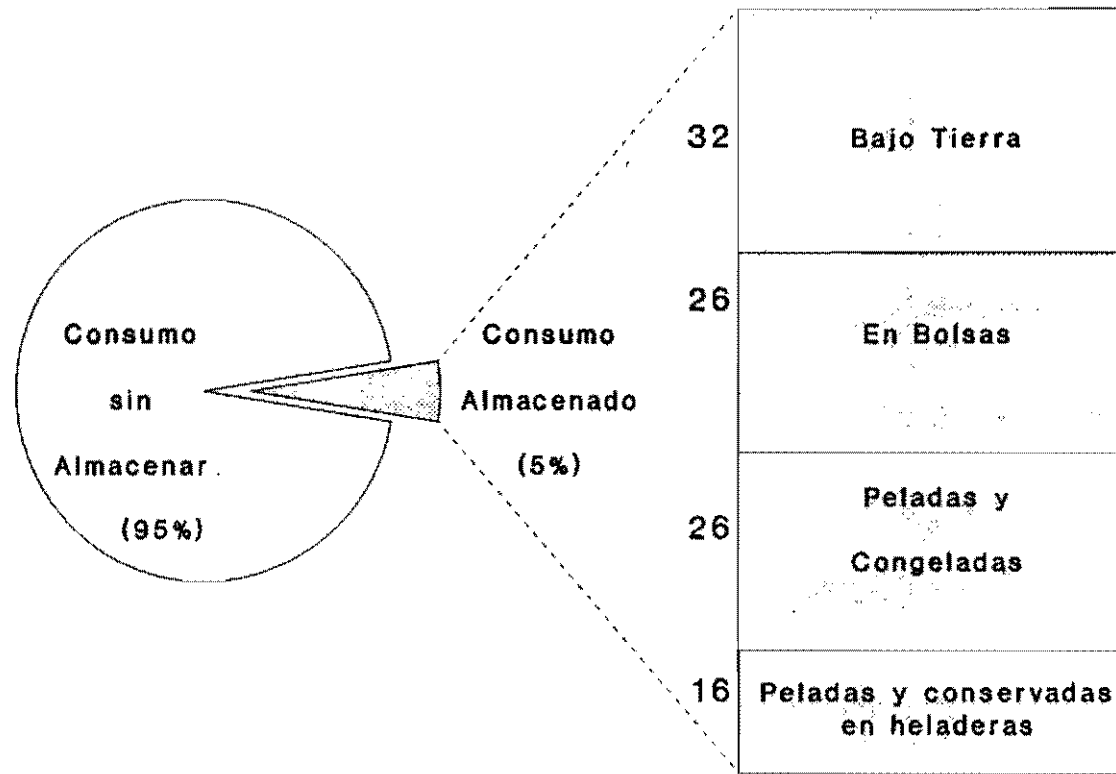 Consumo
sin
Almacenar
(95%)
Consumo
Almacenado
(5%)
32
Bajo Tierra
26
En Bolsas
26
Peladas y
Congeladas
16
Peladas y conservadas
en heladeras